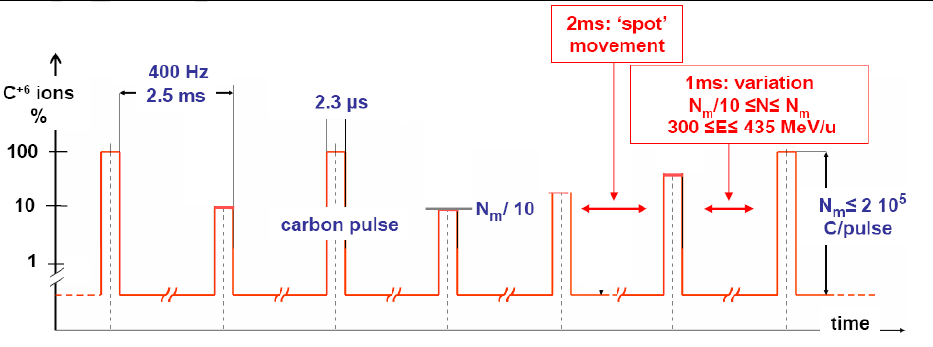 2ms: ‘spot’
movement
400 Hz
2.5 ms
C+6 ions
%
2.3 µs
1ms: variation
Nm/10 ≤N≤ Nm
300 ≤E≤ 435 MeV/u
100
10
1
carbon pulse
Nm/ 10
Nm≤ 2 10⁵
C/pulse
time